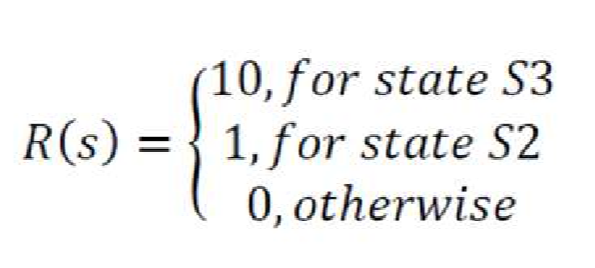 10, for state S3
R(s) = { 1, for state S2
0, otherwise